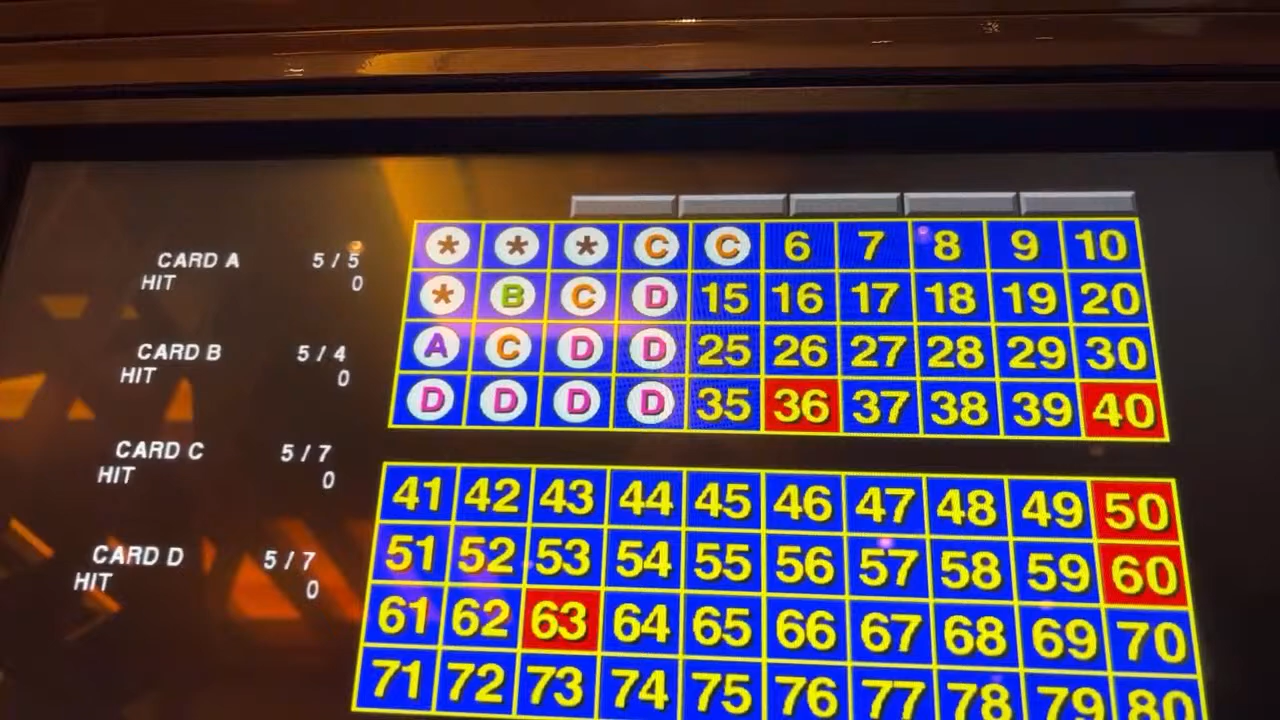 CARD A 5 / 5
HIT 0
CARD B 5 / 4
HIT 0
CARD C 5 / 7
HIT 0
CARD D 5 / 7
HIT 0
* * * C C 6 7 8 9 10
* B C D 15 16 17 18 19 20
A C D D 25 26 27 28 29 30
D D D D 35 36 37 38 39 40
41 42 43 44 45 46 47 48 49 50
51 52 53 54 55 56 57 58 59 60
61 62 63 64 65 66 67 68 69 70
71 72 73 74 75 76 77 78 79 80